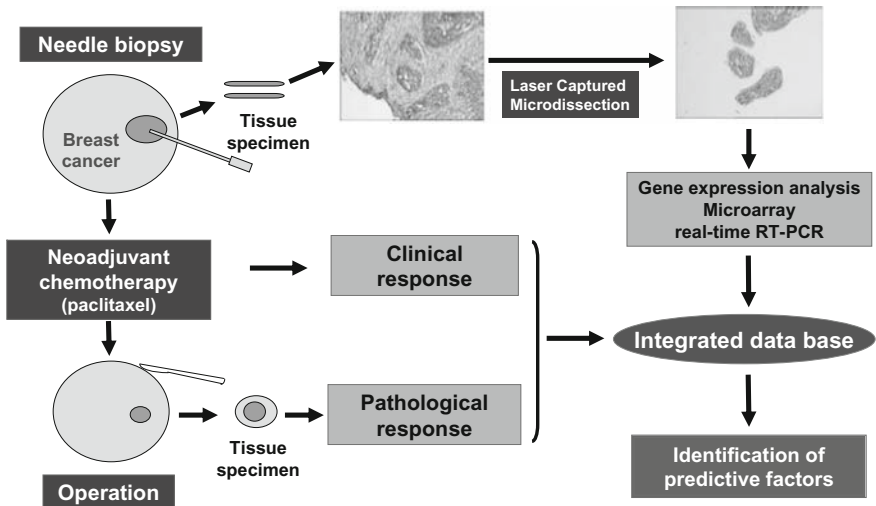 Needle biopsy
Breast
cancer
Tissue
specimen
Laser Captured
Microdissection
Gene expression analysis
Microarray
real-time RT-PCR
Neoadjuvant
chemotherapy
(paclitaxel)
Clinical
response
Integrated data base
Operation
Tissue
specimen
Pathological
response
Identification of
predictive factors